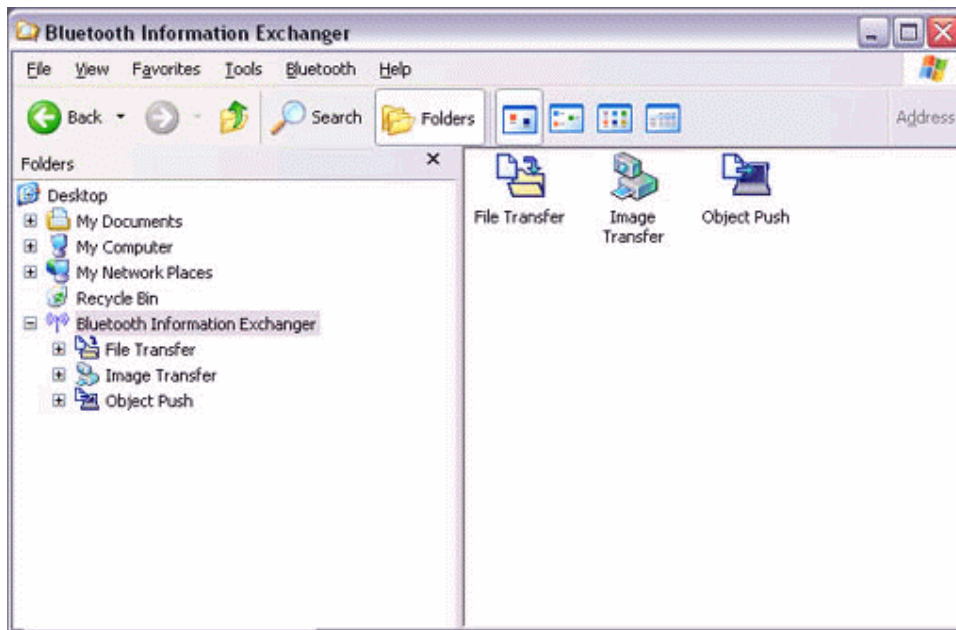 Bluetooth Information Exchanger
File View Favorites Tools Bluetooth Help
Back Search Folders Address
Folders
Desktop
My Documents
My Computer
My Network Places
Recycle Bin
Bluetooth Information Exchanger
File Transfer
Image Transfer
Object Push
File Transfer
Image
Transfer
Object Push